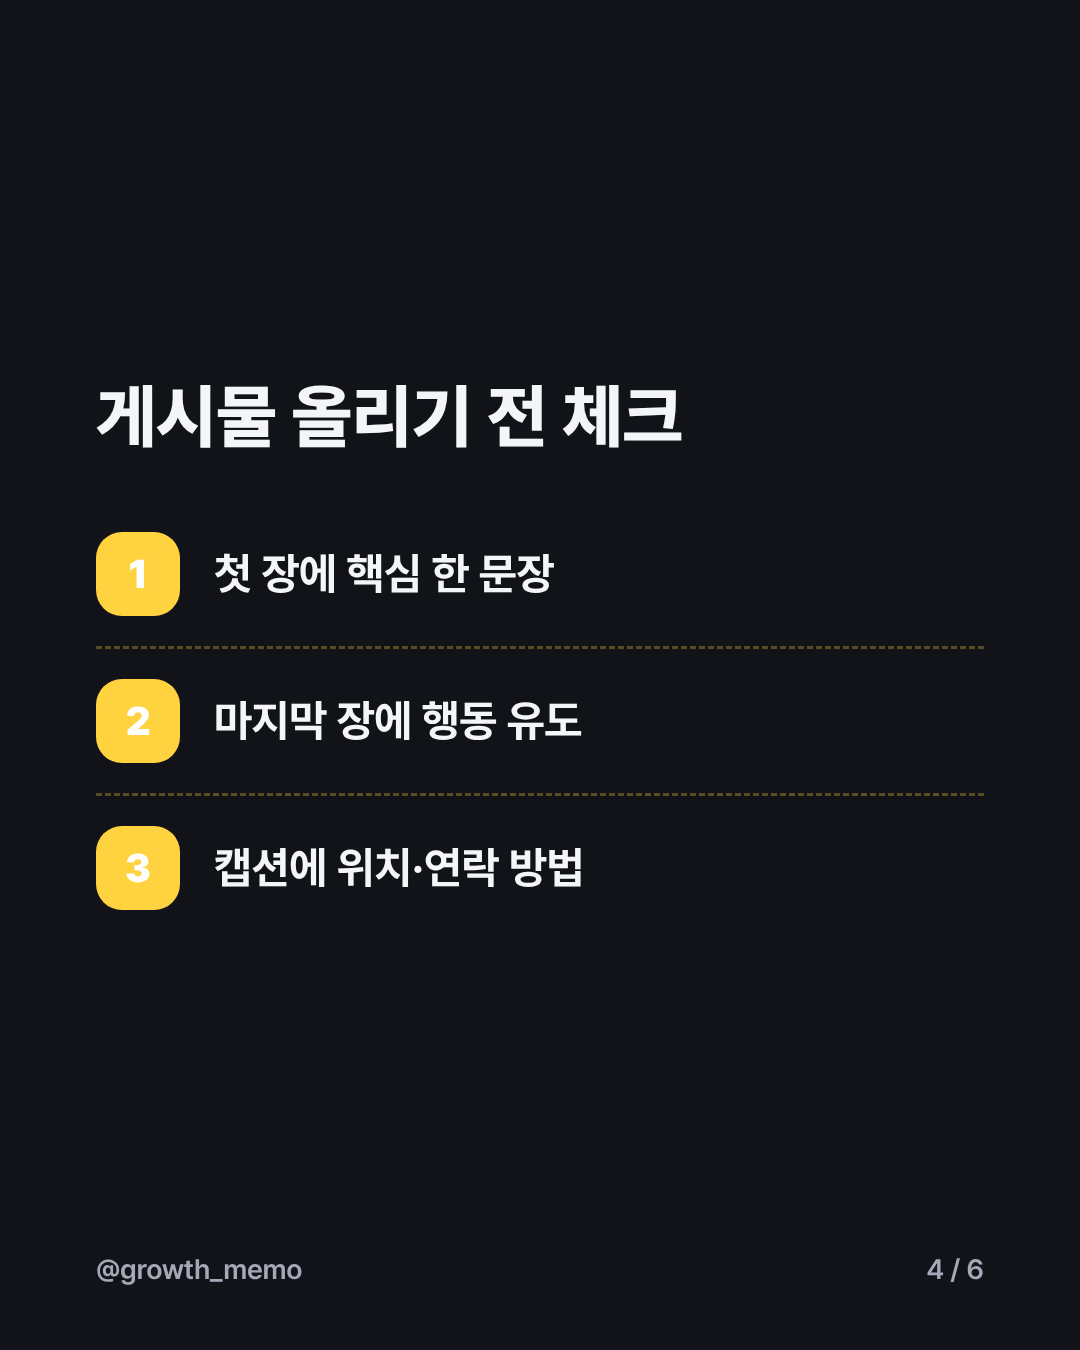 게시물 올리기 전 체크
1 첫 장에 핵심 한 문장
2 마지막 장에 행동 유도
3 캡션에 위치·연락 방법
@growth_memo 4 / 6